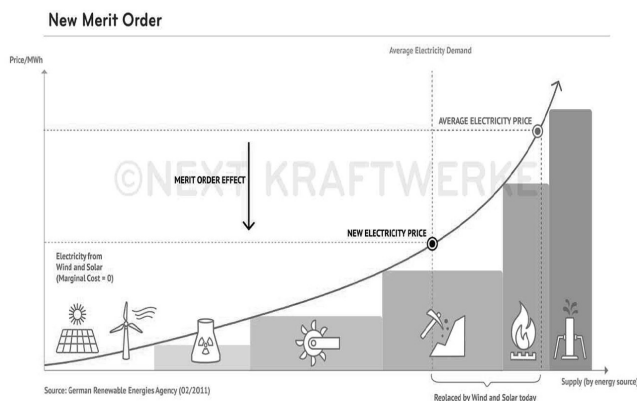 New Merit Order
Average Electricity Demand
Price/MWh
AVERAGE ELECTRICITY PRICE
©NEXT KRAFTWERKE
MERIT ORDER EFFECT
NEW ELECTRICITY PRICE
Electricity from
Wind and Solar
(Marginal Cost = 0)
Supply (by energy source)
Source: German Renewable Energies Agency (02/2011)
Replaced by Wind and Solar today